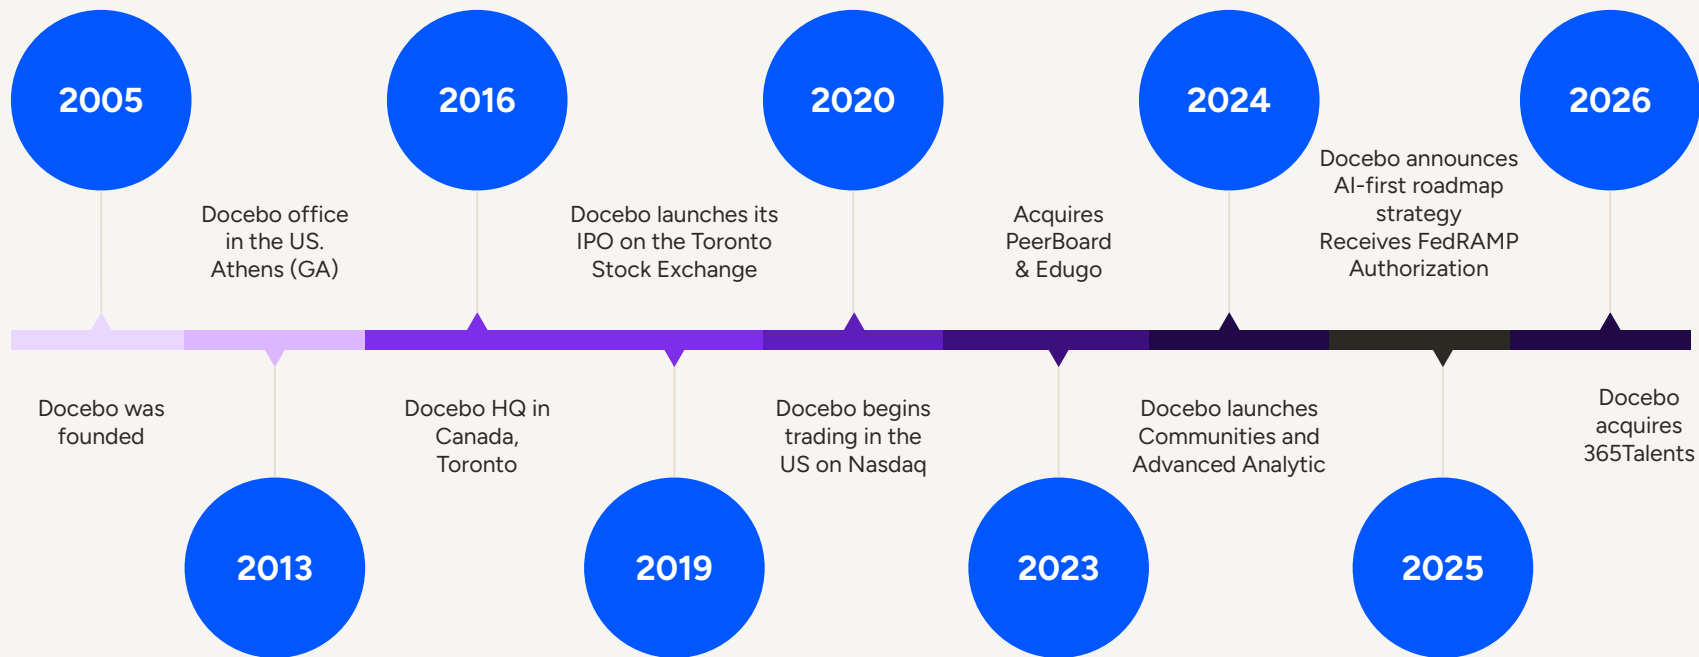 2005
Docebo was
founded
Docebo office
in the US.
Athens (GA)
2013
2016
Docebo HQ in
Canada,
Toronto
Docebo launches its
IPO on the Toronto
Stock Exchange
2019
2020
Docebo begins
trading in the
US on Nasdaq
Acquires
PeerBoard
& Edugo
2023
2024
Docebo launches
Communities and
Advanced Analytic
Docebo announces
AI-first roadmap
strategy
Receives FedRAMP
Authorization
2025
2026
Docebo
acquires
365Talents